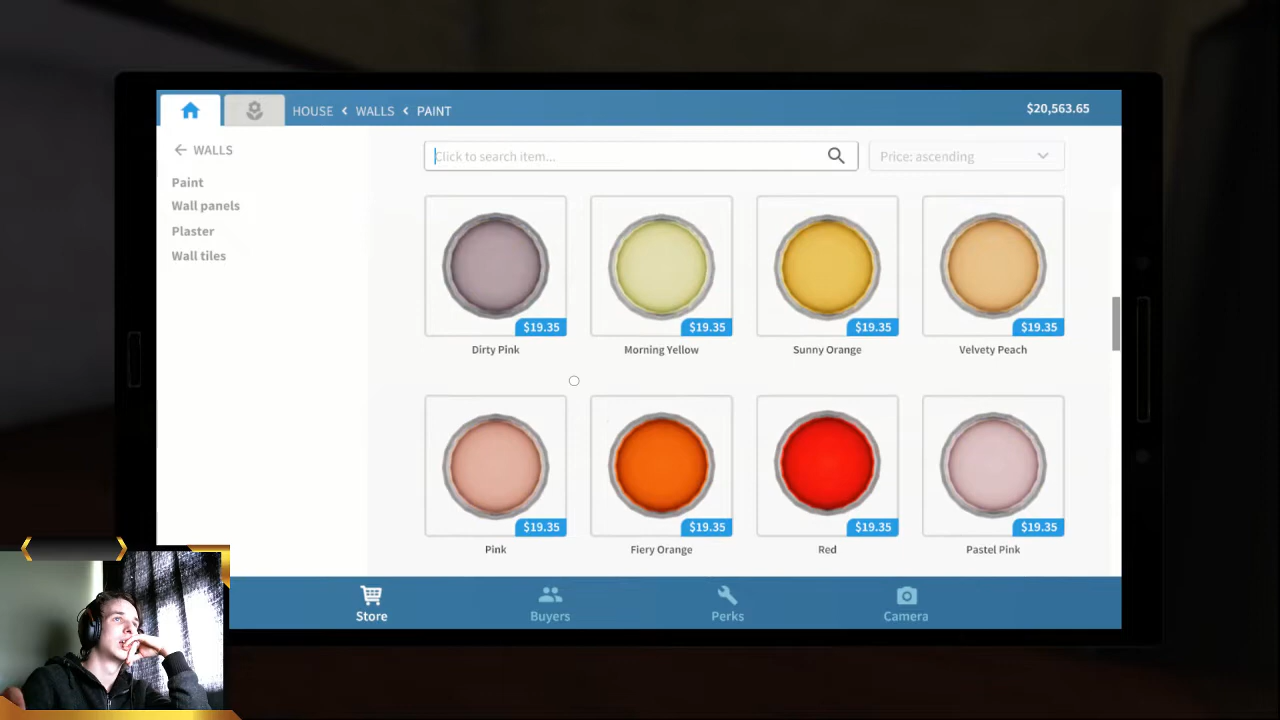 HOUSE < WALLS < PAINT
$20,563.65
WALLS
Paint
Wall panels
Plaster
Wall tiles
Click to search item...
Price: ascending
$19.35 $19.35 $19.35 $19.35
Dirty Pink Morning Yellow Sunny Orange Velvety Peach
$19.35 $19.35 $19.35 $19.35
Pink Fiery Orange Red Pastel Pink
Store Buyers Perks Camera